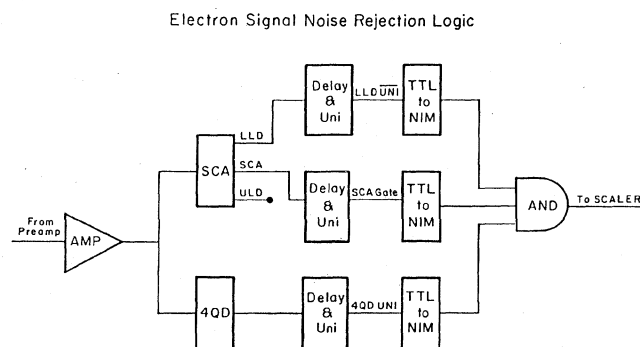 Electron Signal Noise Rejection Logic
Delay
&
Uni
LLD UNI
TTL
to
NIM
LLD
SCA
SCA
ULD
Delay
&
Uni
SCA Gate
TTL
to
NIM
AND
To SCALER
From
Preamp
AMP
4QD
Delay
&
Uni
4QD UNI
TTL
to
NIM